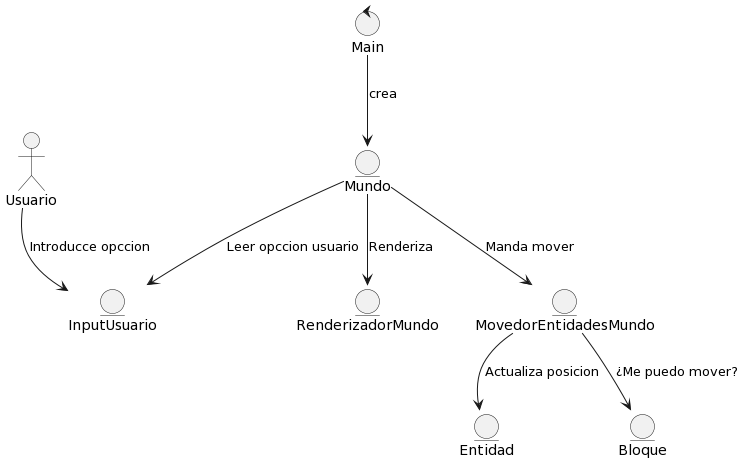 Main
crea
Usuario
Mundo
Introducce opccion
Leer opccion usuario
Renderiza
Manda mover
InputUsuario
RenderizadorMundo
MovedorEntidadesMundo
Actualiza posicion
¿Me puedo mover?
Entidad
Bloque